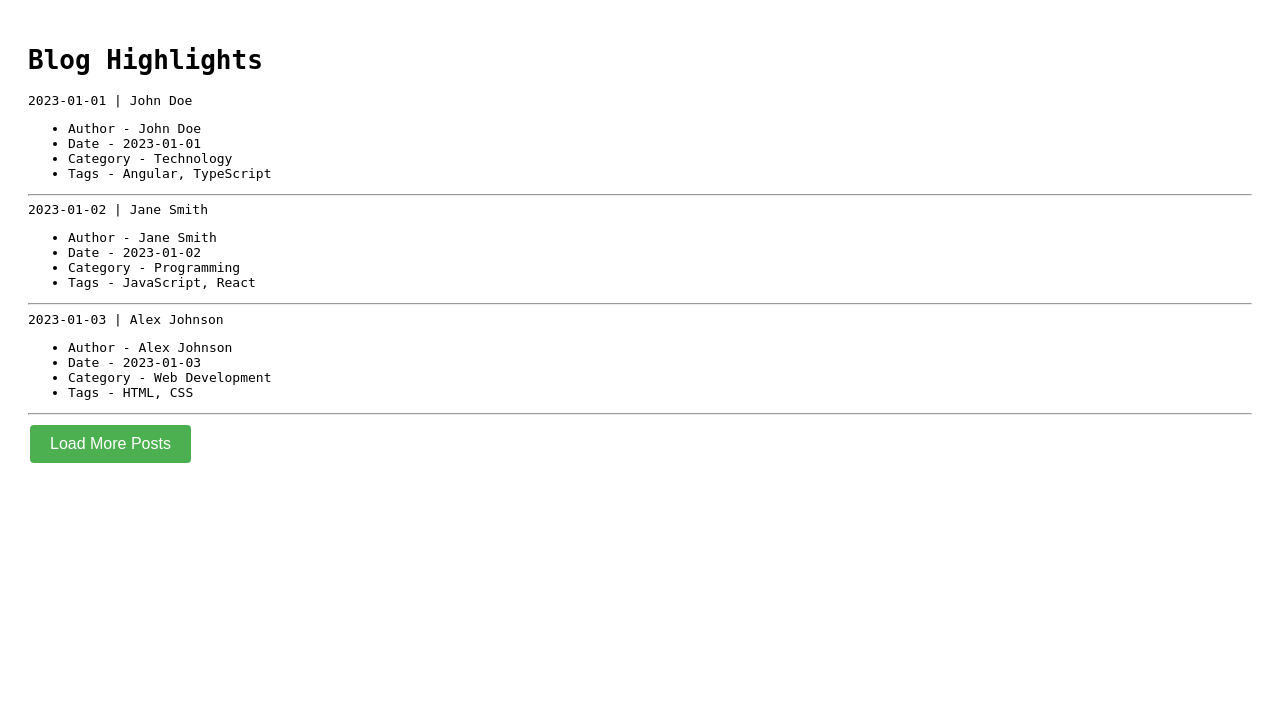 Blog Highlights
2023-01-01 | John Doe
• Author - John Doe
• Date - 2023-01-01
• Category - Technology
• Tags - Angular, TypeScript
2023-01-02 | Jane Smith
• Author - Jane Smith
• Date - 2023-01-02
• Category - Programming
• Tags - JavaScript, React
2023-01-03 | Alex Johnson
• Author - Alex Johnson
• Date - 2023-01-03
• Category - Web Development
• Tags - HTML, CSS
Load More Posts